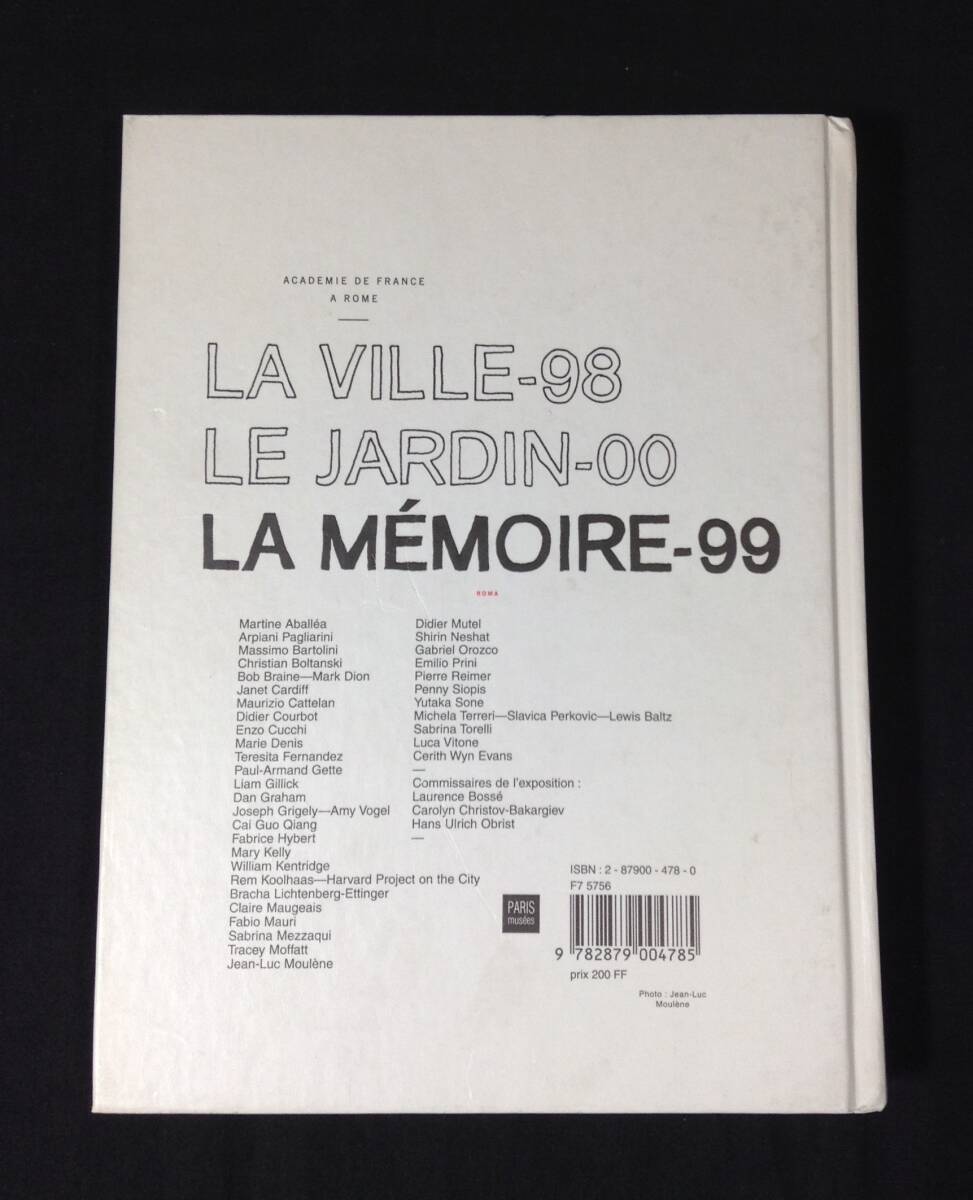 ACADEMIE DE FRANCE
A ROME
LA VILLE-98
LE JARDIN-00
LA MÉMOIRE-99
ROMA
Martine Aballéa
Arpiani Pagliarini
Massimo Bartolini
Christian Boltanski
Bob Braine—Mark Dion
Janet Cardiff
Maurizio Cattelan
Didier Courbot
Enzo Cucchi
Marie Denis
Teresita Fernandez
Paul-Armand Gette
Liam Gillick
Dan Graham
Joseph Grigely—Amy Vogel
Cai Guo Qiang
Fabrice Hybert
Mary Kelly
William Kentridge
Rem Koolhaas—Harvard Project on the City
Bracha Lichtenberg-Ettinger
Claire Maugeais
Fabio Mauri
Sabrina Mezzaqui
Tracey Moffatt
Jean-Luc Moulène
Didier Mutel
Shirin Neshat
Gabriel Orozco
Emilio Prini
Pierre Reimer
Penny Siopis
Yutaka Sone
Michela Terreri—Slavica Perkovic—Lewis Baltz
Sabrina Torelli
Luca Vitone
Cerith Wyn Evans
—
Commissaires de l'exposition :
Laurence Bossé
Carolyn Christov-Bakargiev
Hans Ulrich Obrist
—
PARIS
musées
ISBN : 2 - 87900 - 478 - 0
F7 5756
9 782879 004785
prix 200 FF
Photo : Jean-Luc
Moulène